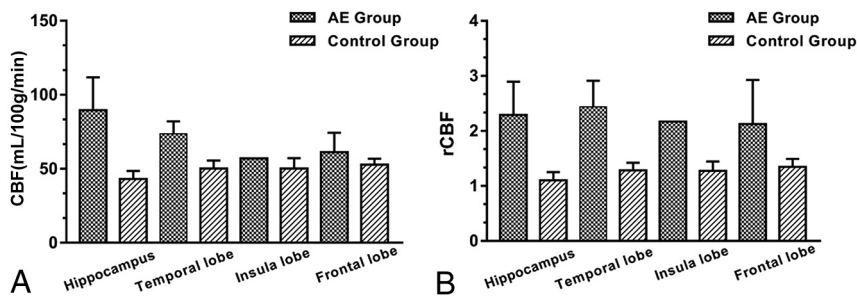 150
100
50
0
CBF(mL/100g/min)
AE Group
Control Group
Hippocampus
Temporal lobe
Insula lobe
Frontal lobe
A
4
3
2
1
0
rCBF
AE Group
Control Group
Hippocampus
Temporal lobe
Insula lobe
Frontal lobe
B